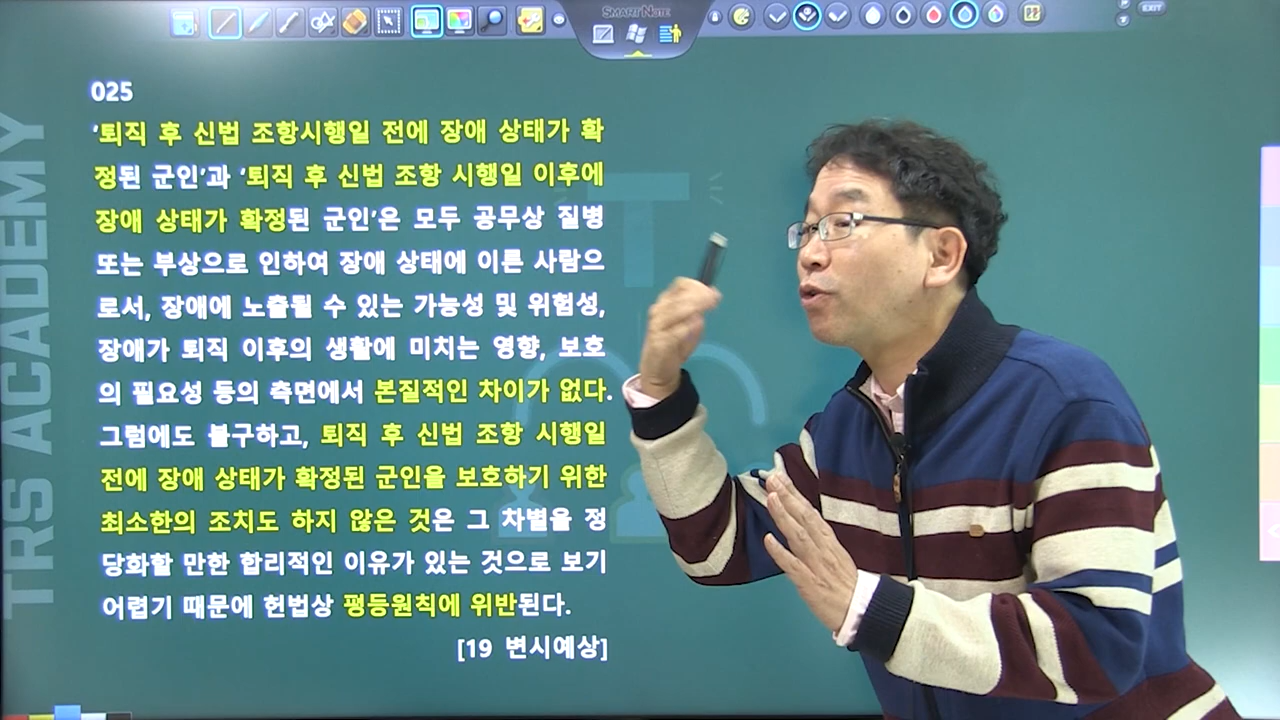 SMART NOTE
EXIT
TRS ACADEMY
025
'퇴직 후 신법 조항시행일 전에 장애 상태가 확
정된 군인'과 '퇴직 후 신법 조항 시행일 이후에
장애 상태가 확정된 군인'은 모두 공무상 질병
또는 부상으로 인하여 장애 상태에 이른 사람으
로서, 장애에 노출될 수 있는 가능성 및 위험성,
장애가 퇴직 이후의 생활에 미치는 영향, 보호
의 필요성 등의 측면에서 본질적인 차이가 없다.
그럼에도 불구하고, 퇴직 후 신법 조항 시행일
전에 장애 상태가 확정된 군인을 보호하기 위한
최소한의 조치도 하지 않은 것은 그 차별을 정
당화할 만한 합리적인 이유가 있는 것으로 보기
어렵기 때문에 헌법상 평등원칙에 위반된다.
[19 변시예상]